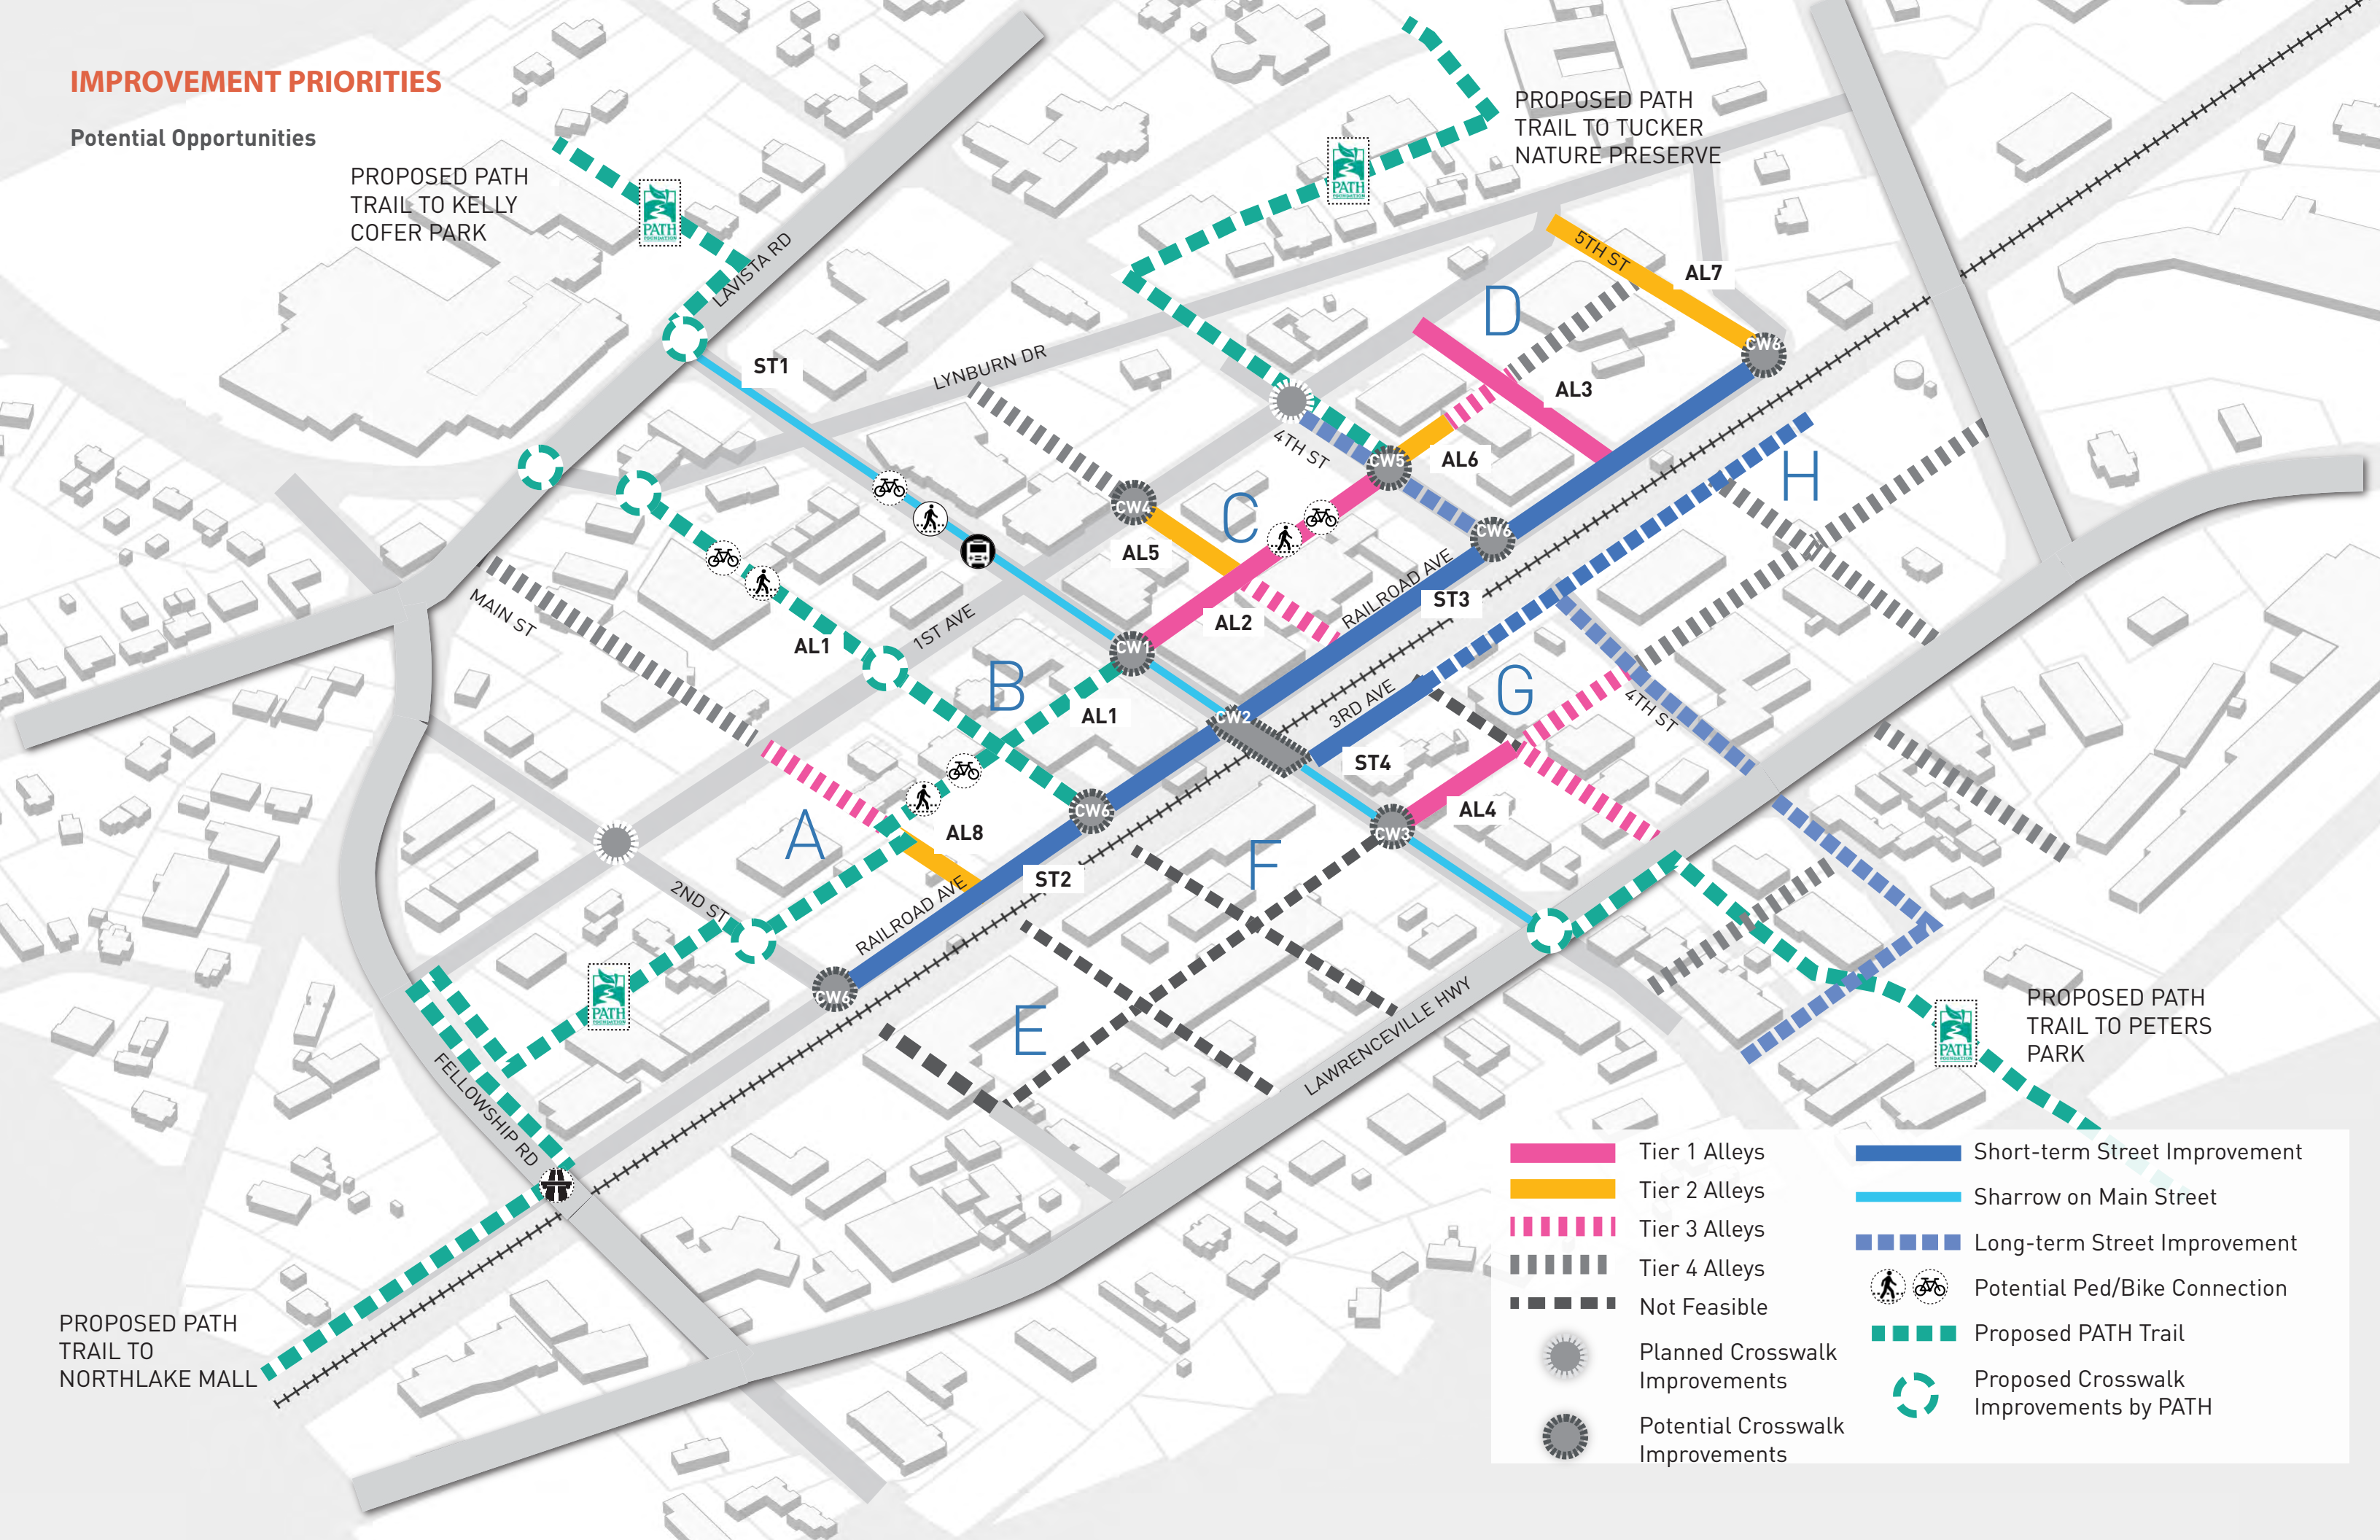 IMPROVEMENT PRIORITIES
Potential Opportunities
PROPOSED PATH
TRAIL TO KELLY
COFER PARK
PATH
FOUNDATION
LAVISTA RD
PROPOSED PATH
TRAIL TO TUCKER
NATURE PRESERVE
PATH
FOUNDATION
5TH ST
AL7
D
CW6
ST1
LYNBURN DR
AL3
4TH ST
CW5
AL6
H
C
CW4
CW6
AL5
RAILROAD AVE
ST3
MAIN ST
1ST AVE
AL2
AL1
CW1
B
G
3RD AVE
4TH ST
AL1
CW2
ST4
A
AL8
CW6
AL4
CW3
F
ST2
2ND ST
RAILROAD AVE
CW6
PATH
FOUNDATION
E
LAWRENCEVILLE HWY
FELLOWSHIP RD
PATH
FOUNDATION
PROPOSED PATH
TRAIL TO PETERS
PARK
PROPOSED PATH
TRAIL TO
NORTHLAKE MALL
Tier 1 Alleys
Tier 2 Alleys
Tier 3 Alleys
Tier 4 Alleys
Not Feasible
Planned Crosswalk
Improvements
Potential Crosswalk
Improvements
Short-term Street Improvement
Sharrow on Main Street
Long-term Street Improvement
Potential Ped/Bike Connection
Proposed PATH Trail
Proposed Crosswalk
Improvements by PATH